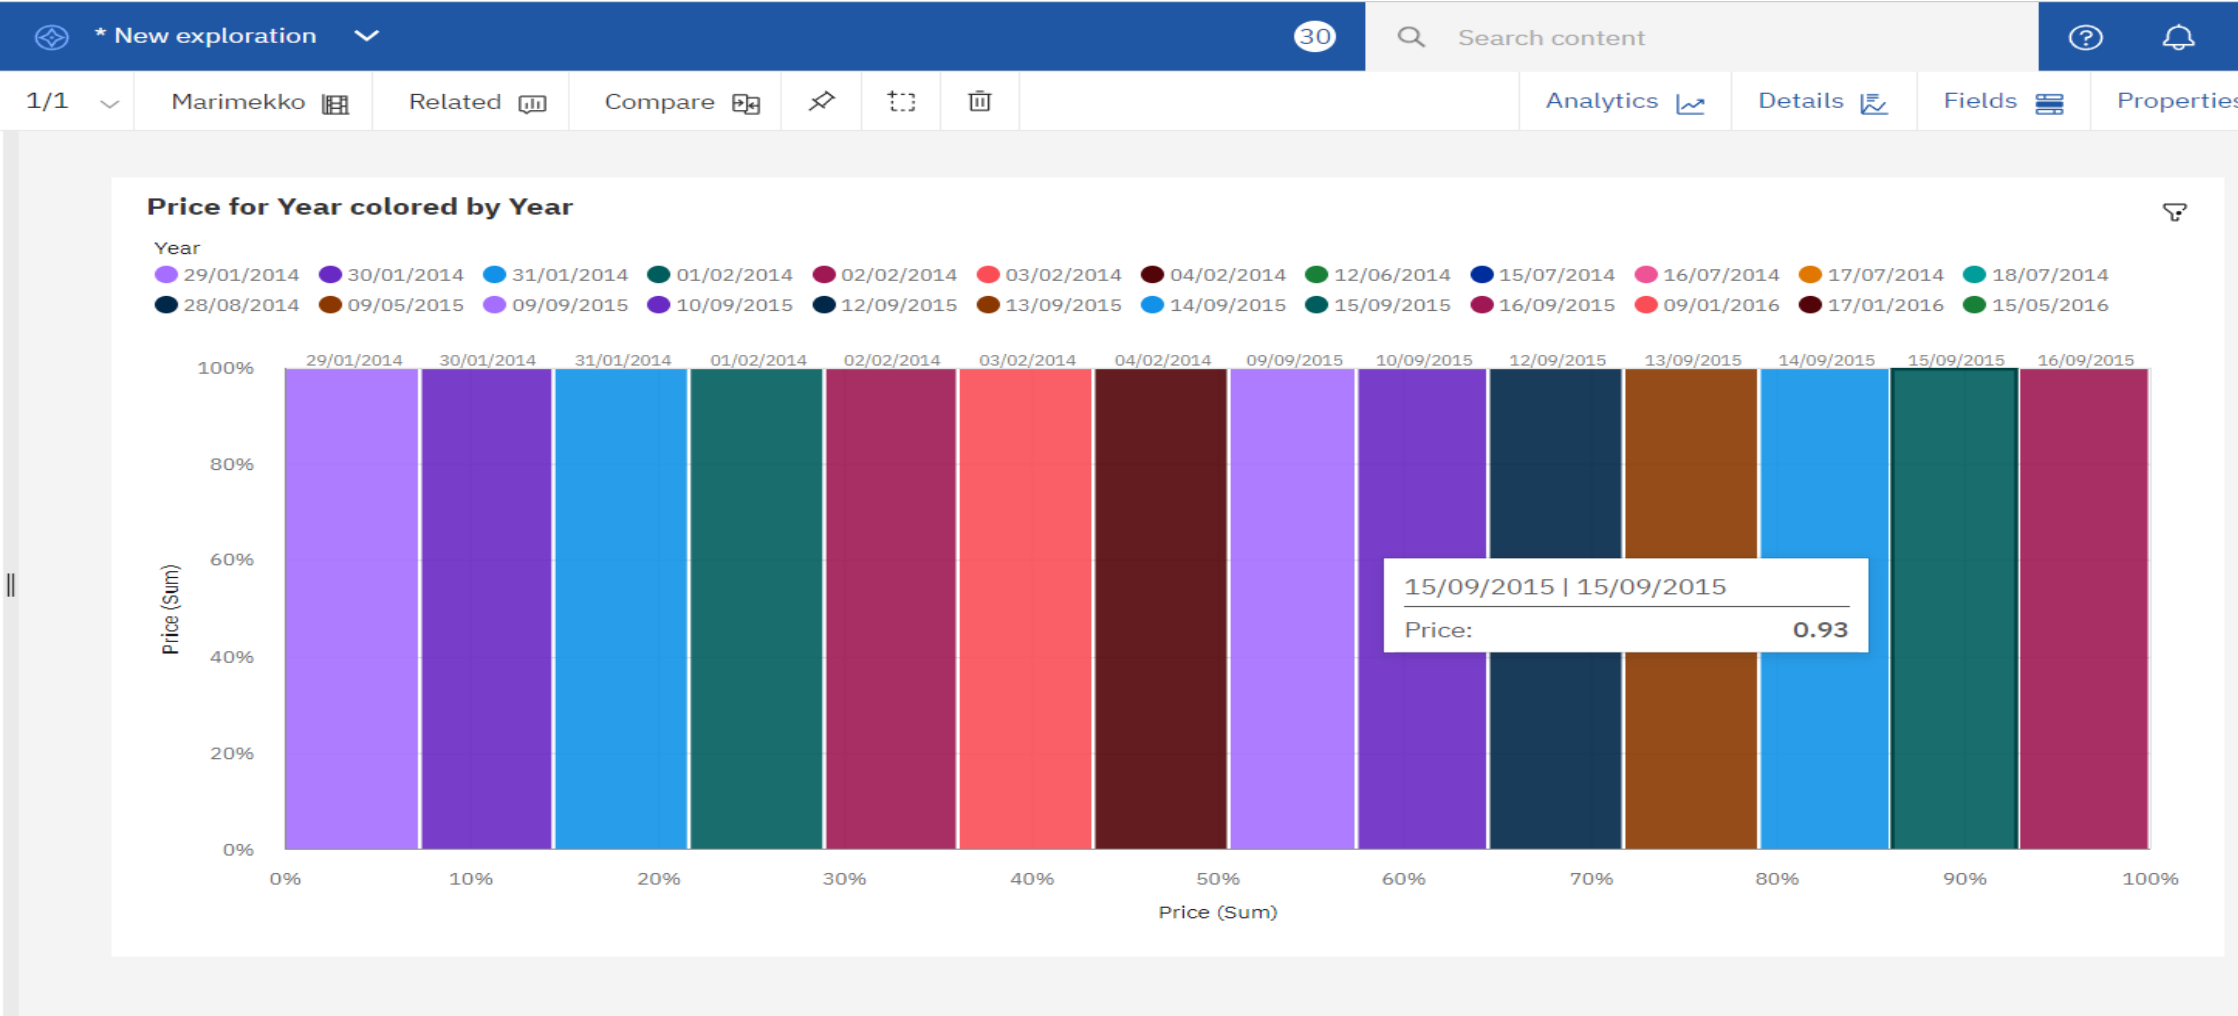 * New exploration
30
Search content
1/1
Marimekko
Related
Compare
Analytics
Details
Fields
Properties
Price for Year colored by Year
Year
29/01/2014 30/01/2014 31/01/2014 01/02/2014 02/02/2014 03/02/2014 04/02/2014 12/06/2014 15/07/2014 16/07/2014 17/07/2014 18/07/2014
28/08/2014 09/05/2015 09/09/2015 10/09/2015 12/09/2015 13/09/2015 14/09/2015 15/09/2015 16/09/2015 09/01/2016 17/01/2016 15/05/2016
29/01/2014 30/01/2014 31/01/2014 01/02/2014 02/02/2014 03/02/2014 04/02/2014 09/09/2015 10/09/2015 12/09/2015 13/09/2015 14/09/2015 15/09/2015 16/09/2015
100%
80%
60%
40%
20%
0%
Price (Sum)
15/09/2015 | 15/09/2015
Price: 0.93
0% 10% 20% 30% 40% 50% 60% 70% 80% 90% 100%
Price (Sum)